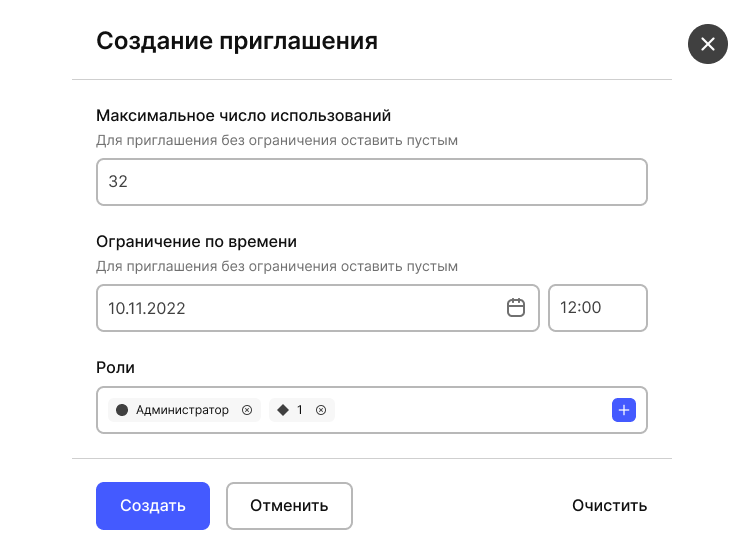 Создание приглашения
Максимальное число использований
Для приглашения без ограничения оставить пустым
32
Ограничение по времени
Для приглашения без ограничения оставить пустым
10.11.2022 12:00
Роли
Администратор 1
Создать Отменить Очистить